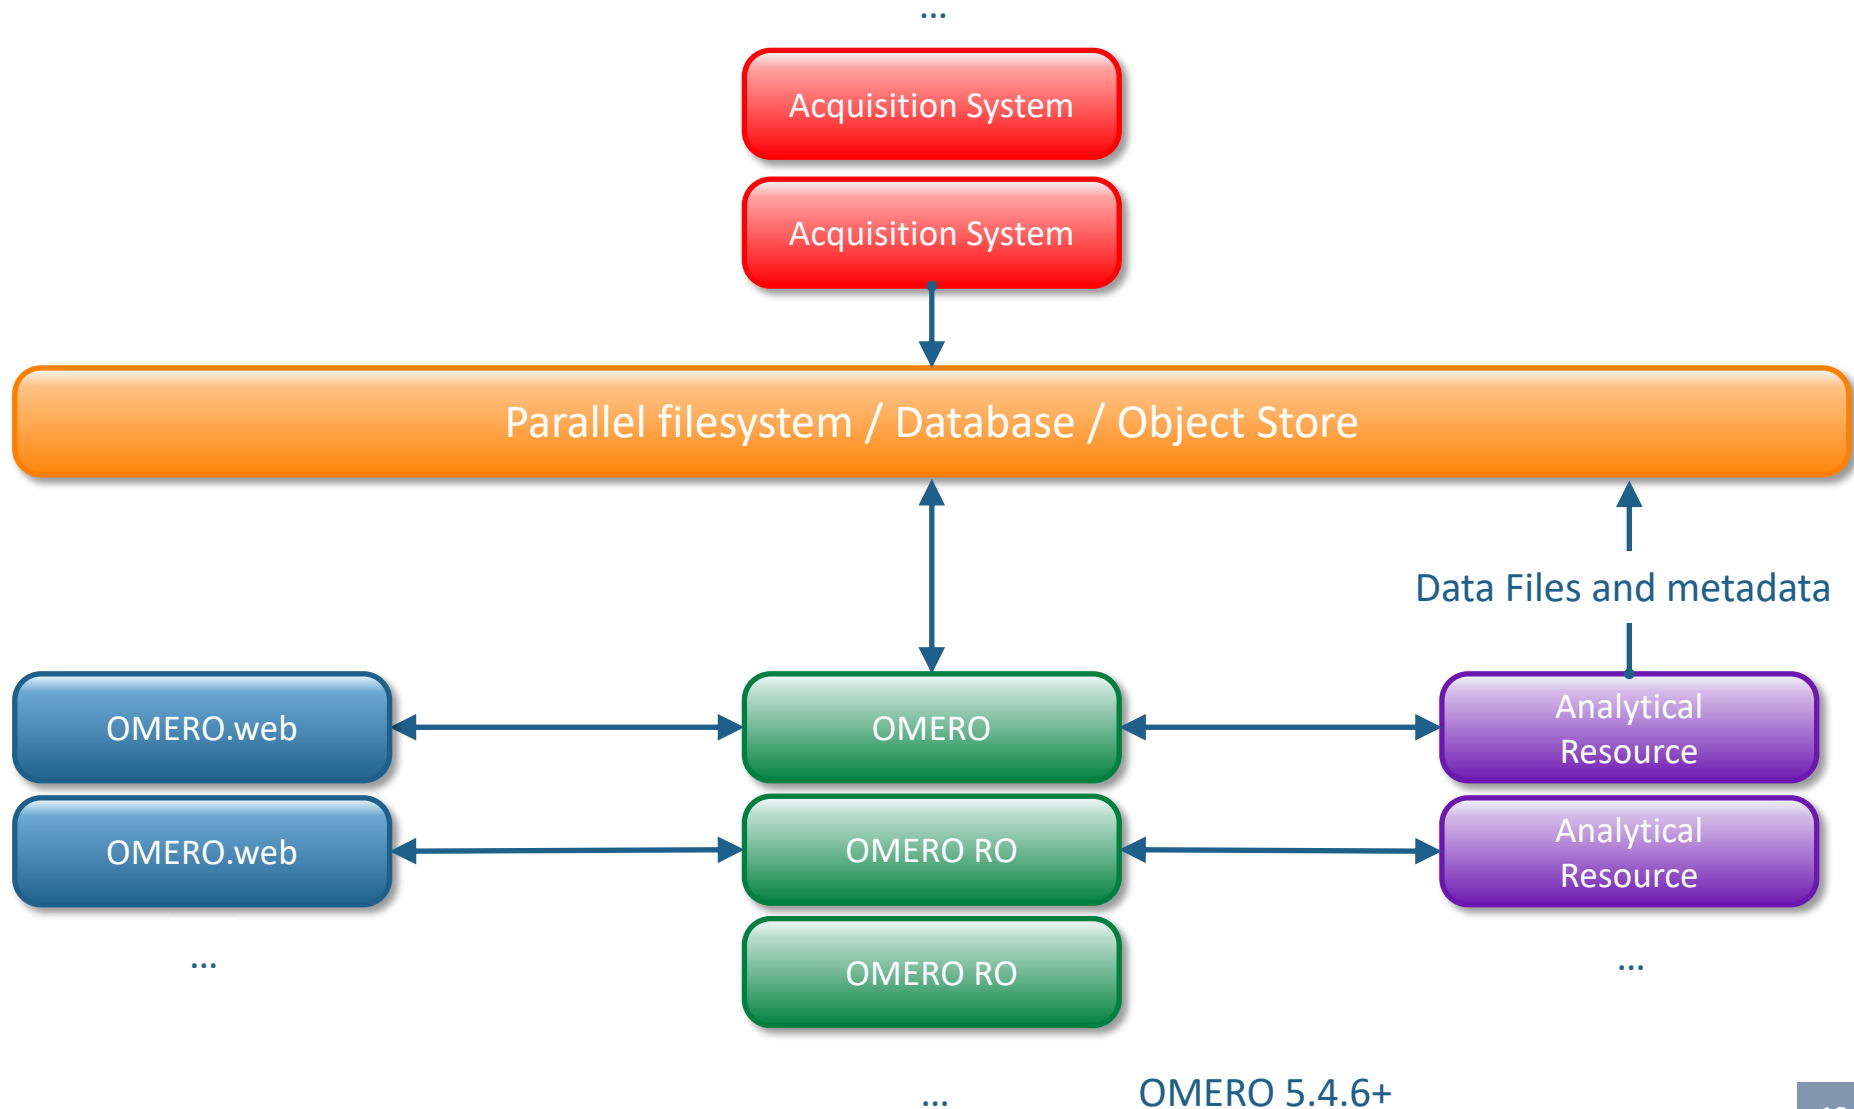 ...
Acquisition System
Acquisition System
Parallel filesystem / Database / Object Store
Data Files and metadata
OMERO.web
OMERO
Analytical
Resource
OMERO.web
OMERO RO
Analytical
Resource
...
OMERO RO
...
...
OMERO 5.4.6+